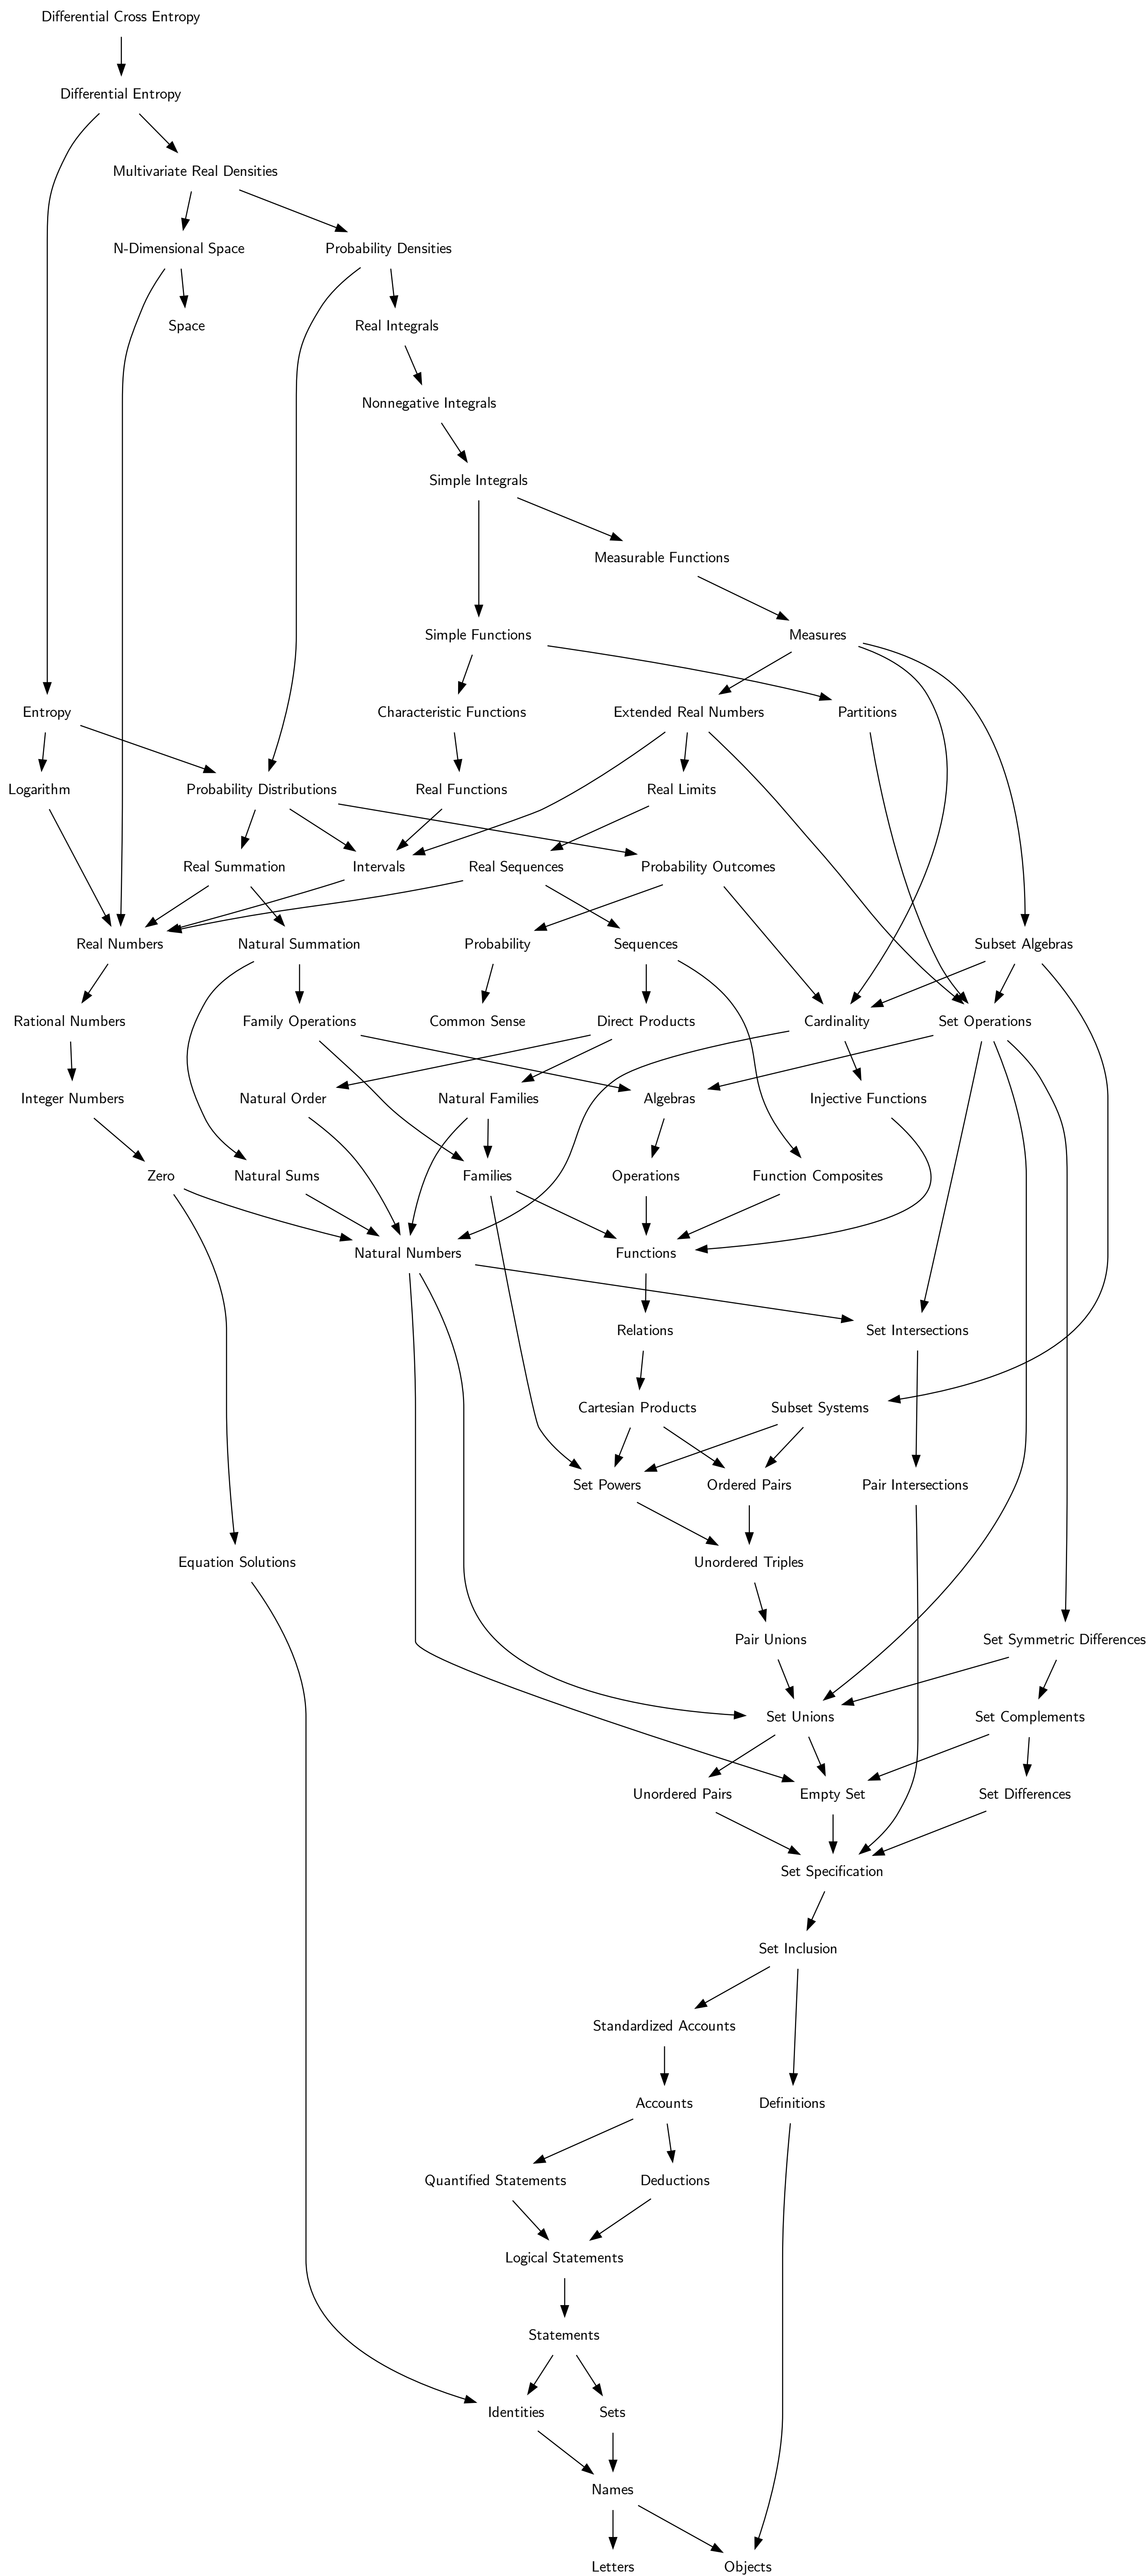 Differential Cross Entropy
Differential Entropy
Multivariate Real Densities
N-Dimensional Space
Probability Densities
Space
Real Integrals
Nonnegative Integrals
Simple Integrals
Measurable Functions
Simple Functions
Measures
Entropy
Characteristic Functions
Extended Real Numbers
Partitions
Logarithm
Probability Distributions
Real Functions
Real Limits
Real Summation
Intervals
Real Sequences
Probability Outcomes
Real Numbers
Natural Summation
Probability
Sequences
Subset Algebras
Rational Numbers
Family Operations
Common Sense
Direct Products
Cardinality
Set Operations
Integer Numbers
Natural Order
Natural Families
Algebras
Injective Functions
Zero
Natural Sums
Families
Operations
Function Composites
Natural Numbers
Functions
Relations
Set Intersections
Cartesian Products
Subset Systems
Set Powers
Ordered Pairs
Pair Intersections
Equation Solutions
Unordered Triples
Pair Unions
Set Symmetric Differences
Set Unions
Set Complements
Unordered Pairs
Empty Set
Set Differences
Set Specification
Set Inclusion
Standardized Accounts
Accounts
Definitions
Quantified Statements
Deductions
Logical Statements
Statements
Identities
Sets
Names
Letters
Objects